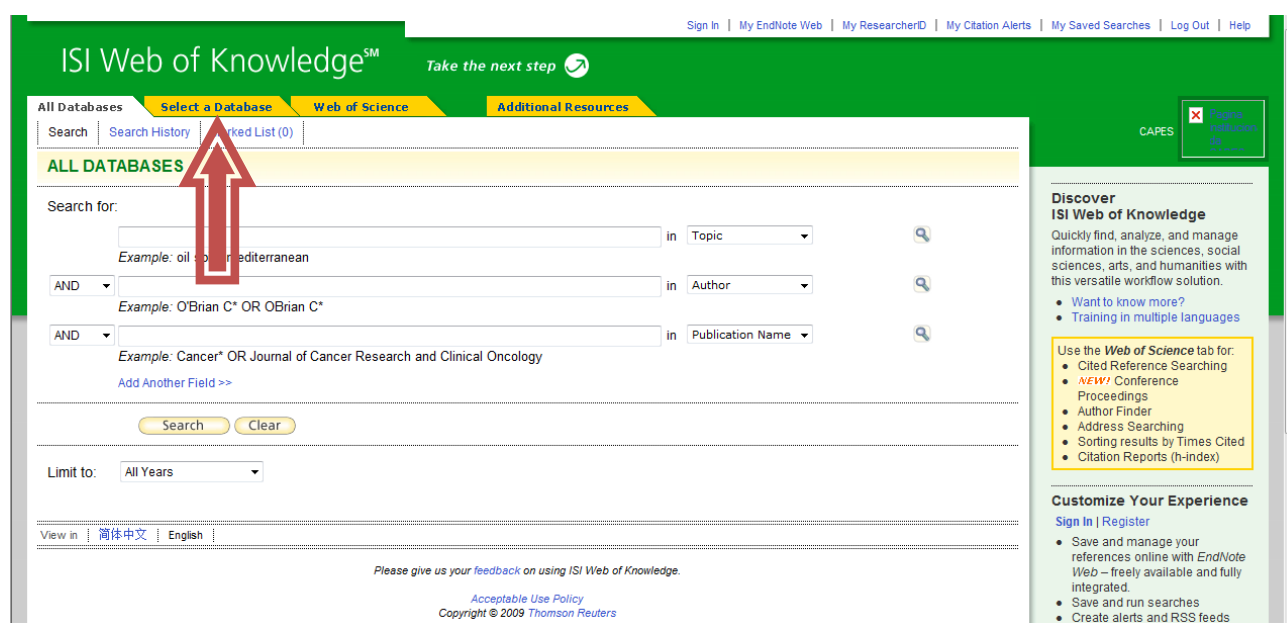 Sign In | My EndNote Web | My ResearcherID | My Citation Alerts | My Saved Searches | Log Out | Help
ISI Web of Knowledge℠ Take the next step
All Databases Select a Database Web of Science Additional Resources
Search Search History List (0)
CAPES
ALL DATABASES
Search for:
in Topic
Example: oil mediterranean
AND in Author
Example: O'Brian C* OR OBrian C*
AND in Publication Name
Example: Cancer* OR Journal of Cancer Research and Clinical Oncology
Add Another Field >>
Search Clear
Limit to: All Years
View in 简体中文 English
Please give us your feedback on using ISI Web of Knowledge.
Acceptable Use Policy
Copyright © 2009 Thomson Reuters
Discover
ISI Web of Knowledge
Quickly find, analyze, and manage
information in the sciences, social
sciences, arts, and humanities with
this versatile workflow solution.
• Want to know more?
• Training in multiple languages
Use the Web of Science tab for:
• Cited Reference Searching
• NEW! Conference
Proceedings
• Author Finder
• Address Searching
• Sorting results by Times Cited
• Citation Reports (h-index)
Customize Your Experience
Sign In | Register
• Save and manage your
references online with EndNote
Web – freely available and fully
integrated.
• Save and run searches
• Create alerts and RSS feeds